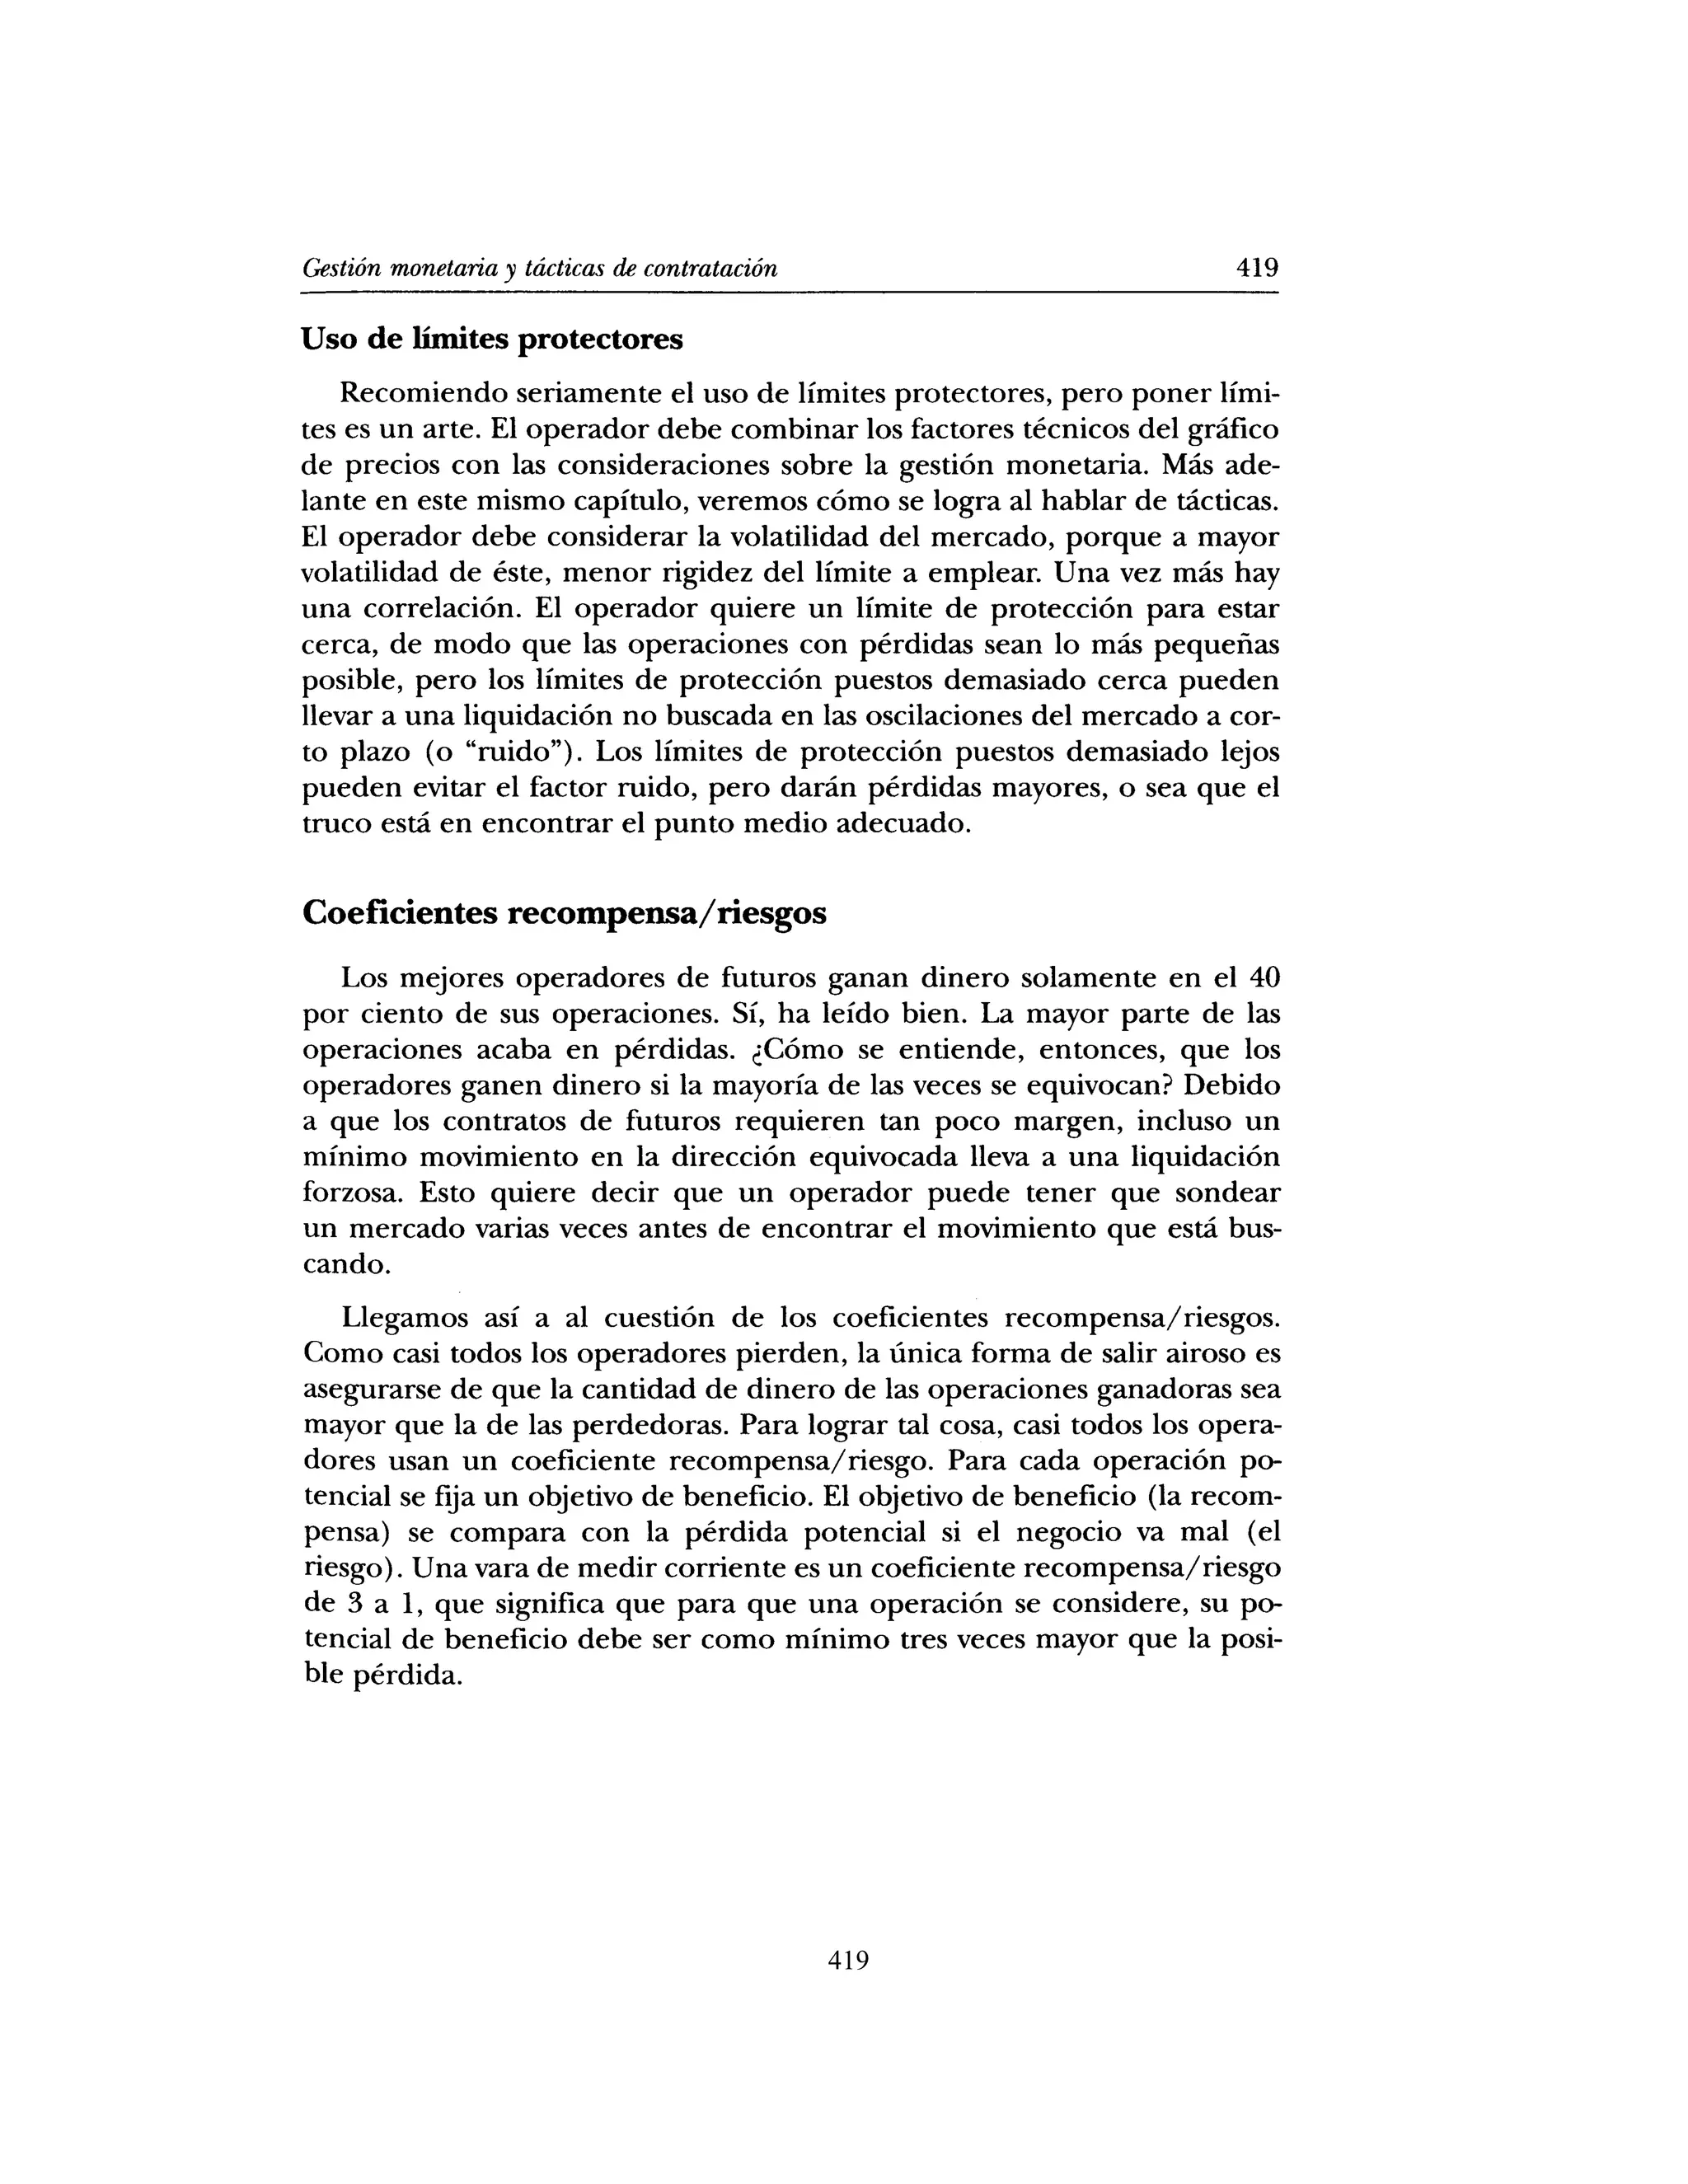 Gestión monetaria y tácticas de contratación 419
Uso de límites protectores
Recomiendo seriamente el uso de límites protectores, pero poner lími-
tes es un arte. El operador debe combinar los factores técnicos del gráfico
de precios con las consideraciones sobre la gestión monetaria. Más ade-
lante en este mismo capítulo, veremos cómo se logra al hablar de tácticas.
El operador debe considerar la volatilidad del mercado, porque a mayor
volatilidad de éste, menor rigidez del límite a emplear. Una vez más hay
una correlación. El operador quiere un límite de protección para estar
cerca, de modo que las operaciones con pérdidas sean lo más pequeñas
posible, pero los límites de protección puestos demasiado cerca pueden
llevar a una liquidación no buscada en las oscilaciones del mercado a cor-
to plazo (o “ruido”). Los límites de protección puestos demasiado lejos
pueden evitar el factor ruido, pero darán pérdidas mayores, o sea que el
truco está en encontrar el punto medio adecuado.
Coeficientes recompensa/riesgos
Los mejores operadores de futuros ganan dinero solamente en el 40
por ciento de sus operaciones. Sí, ha leído bien. La mayor parte de las
operaciones acaba en pérdidas. ¿Cómo se entiende, entonces, que los
operadores ganen dinero si la mayoría de las veces se equivocan? Debido
a que los contratos de futuros requieren tan poco margen, incluso un
mínimo movimiento en la dirección equivocada lleva a una liquidación
forzosa. Esto quiere decir que un operador puede tener que sondear
un mercado varias veces antes de encontrar el movimiento que está bus-
cando.
Llegamos así a al cuestión de los coeficientes recompensa/riesgos.
Como casi todos los operadores pierden, la única forma de salir airoso es
asegurarse de que la cantidad de dinero de las operaciones ganadoras sea
mayor que la de las perdedoras. Para lograr tal cosa, casi todos los opera-
dores usan un coeficiente recompensa/riesgo. Para cada operación po-
tencial se fija un objetivo de beneficio. El objetivo de beneficio (la recom-
pensa) se compara con la pérdida potencial si el negocio va mal (el
riesgo). Una vara de medir corriente es un coeficiente recompensa/riesgo
de 3 a 1, que significa que para que una operación se considere, su po-
tencial de beneficio debe ser como mínimo tres veces mayor que la posi-
ble pérdida.
419